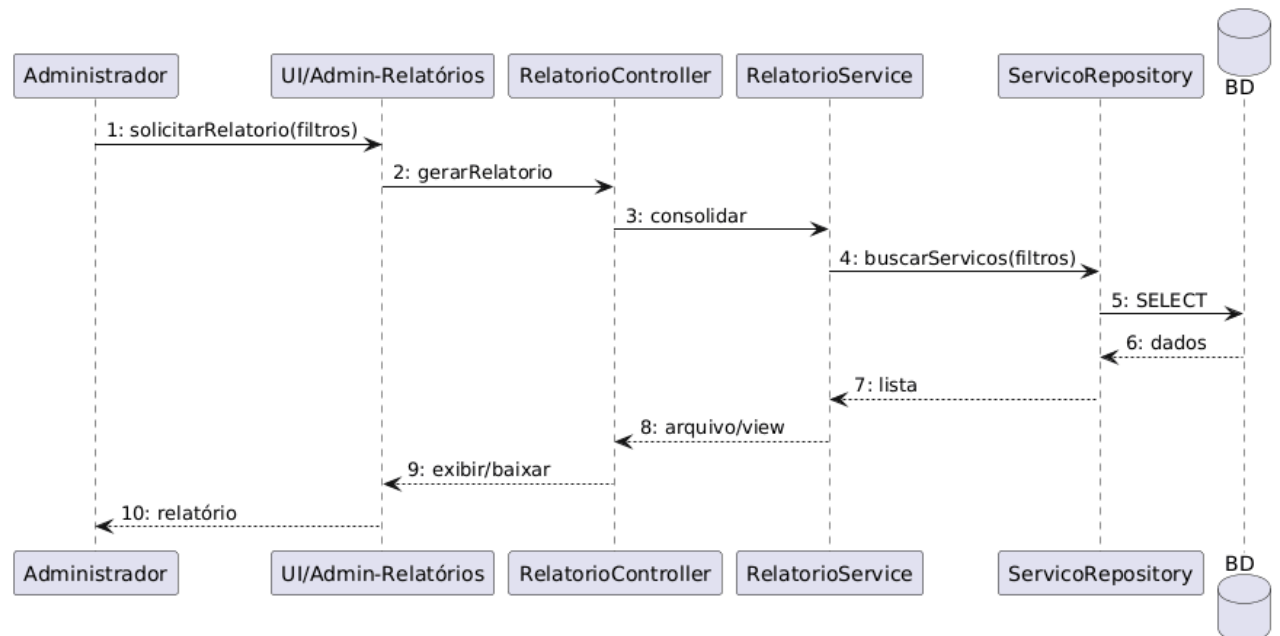 Administrador
UI/Admin-Relatórios
RelatorioController
RelatorioService
ServicoRepository
BD
1: solicitarRelatorio(filtros)
2: gerarRelatorio
3: consolidar
4: buscarServicos(filtros)
5: SELECT
6: dados
7: lista
8: arquivo/view
9: exibir/baixar
10: relatório
Administrador
UI/Admin-Relatórios
RelatorioController
RelatorioService
ServicoRepository
BD